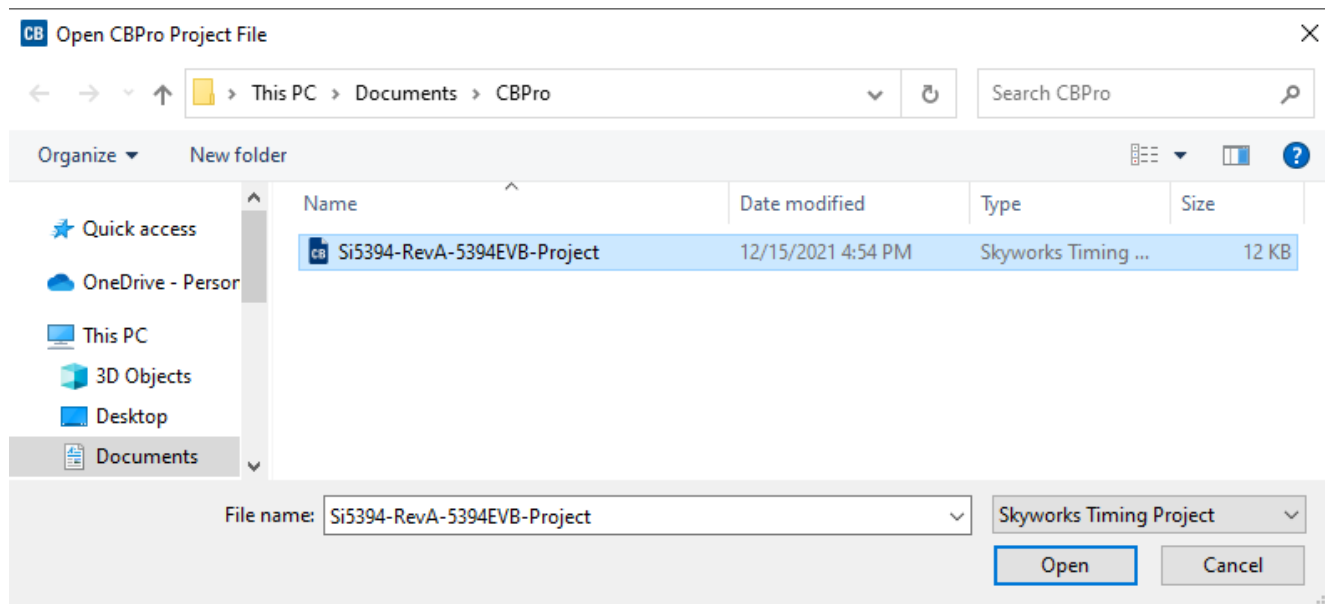 CB Open CBPro Project File
This PC > Documents > CBPro
Search CBPro
Organize
New folder
?
Name
Date modified
Type
Size
Quick access
CB Si5394-RevA-5394EVB-Project
12/15/2021 4:54 PM
Skyworks Timing ...
12 KB
OneDrive - Person
This PC
3D Objects
Desktop
Documents
File name: Si5394-RevA-5394EVB-Project
Skyworks Timing Project
Open
Cancel